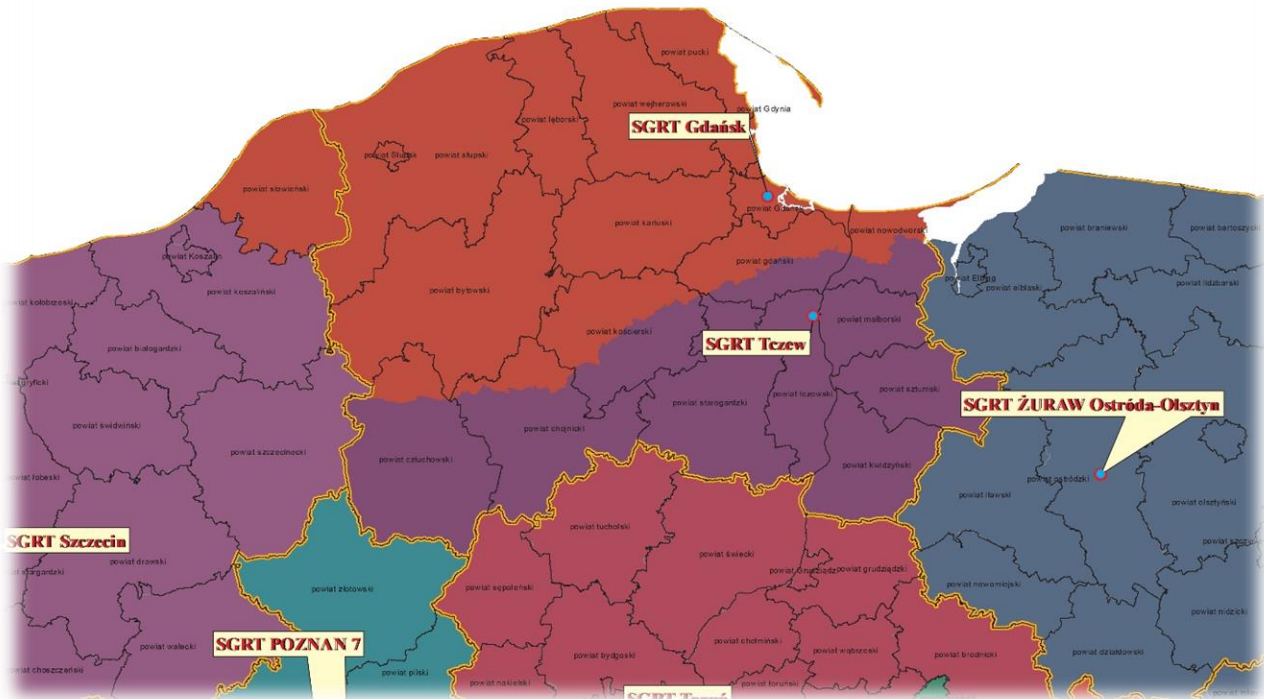 powiat pucki
powiat wejherowski
powiat Gdynia
powiat lęborski
SGRT Gdańsk
powiat Słupsk
powiat słupski
powiat sławieński
powiat kartuski
powiat nowodworski
powiat braniewski
powiat bartoszycki
powiat Koszalin
powiat gdański
powiat Elbląg
powiat elbląski
powiat lidzbarski
powiat koszaliński
powiat bytowski
powiat kołobrzeski
powiat kościerski
powiat malborski
SGRT Tczew
powiat białogardzki
powiat sztumski
powiat starogardzki
powiat tczewski
SGRT ŻURAW Ostróda-Olsztyn
powiat świdwiński
powiat chojnicki
powiat szczecinecki
powiat człuchowski
powiat kwidzyński
powiat łobeski
powiat ostródzki
powiat iławski
powiat olsztyński
powiat tucholski
SGRT Szczecin
powiat świecki
powiat drawski
powiat Grudziądz
powiat grudziądzki
powiat złotowski
powiat sępoleński
powiat nowomiejski
powiat nidzicki
SGRT POZNAN 7
powiat wałecki
powiat chełmiński
powiat bydgoski
powiat wąbrzeski
powiat brodnicki
powiat działdowski
powiat choszczeński
powiat pilski
powiat nakielski
powiat toruński